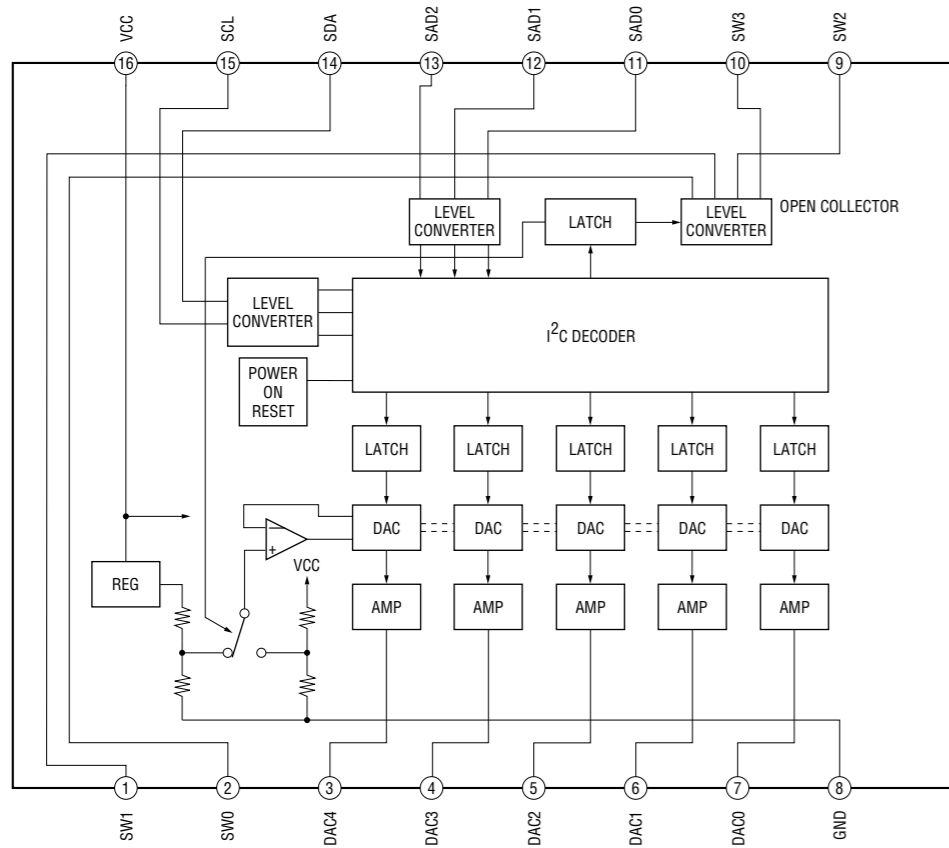 VCC
SCL
SDA
SAD2
SAD1
SAD0
SW3
SW2
16
15
14
13
12
11
10
9
LEVEL
CONVERTER
LATCH
LEVEL
CONVERTER
OPEN COLLECTOR
LEVEL
CONVERTER
I²C DECODER
POWER
ON
RESET
LATCH
LATCH
LATCH
LATCH
LATCH
DAC
DAC
DAC
DAC
DAC
VCC
REG
AMP
AMP
AMP
AMP
AMP
1
2
3
4
5
6
7
8
SW1
SW0
DAC4
DAC3
DAC2
DAC1
DAC0
GND